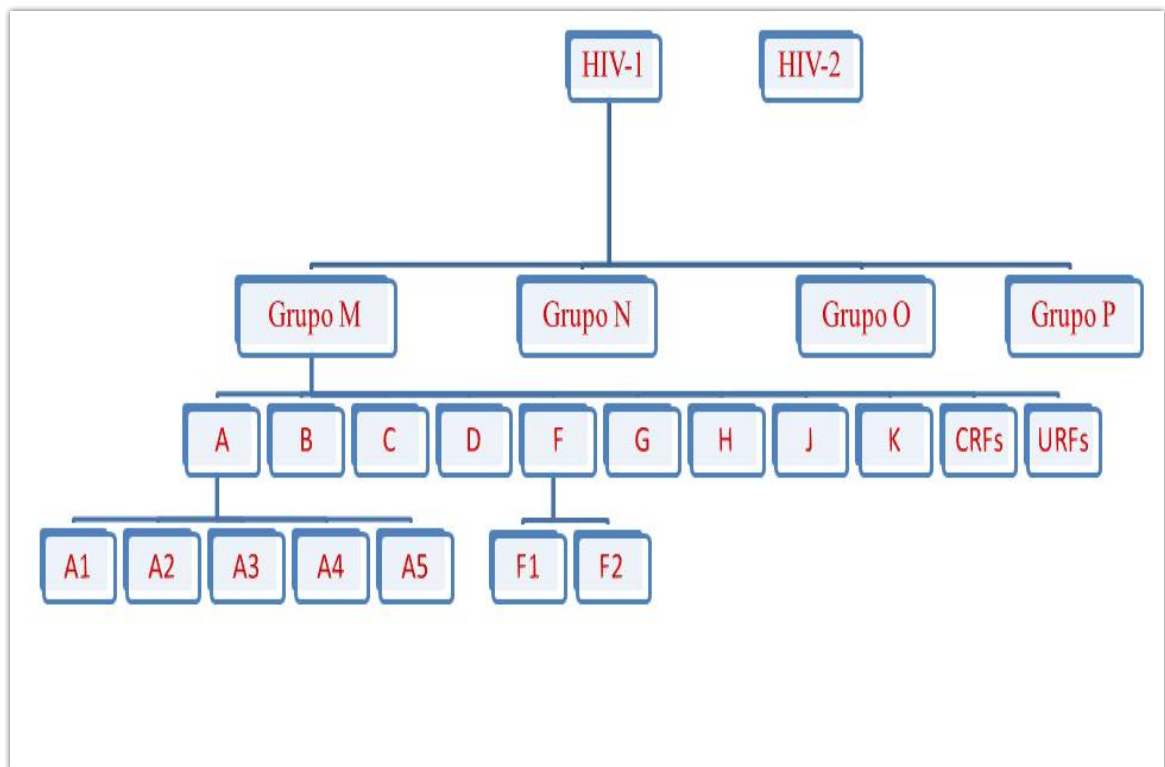 HIV-1 HIV-2
Grupo M Grupo N Grupo O Grupo P
A B C D F G H J K CRFs URFs
A1 A2 A3 A4 A5 F1 F2